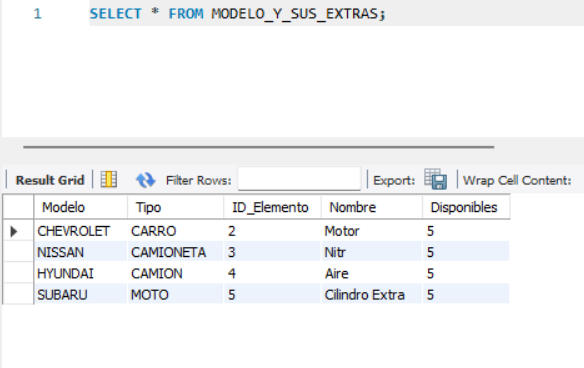 1 SELECT * FROM MODELO_Y_SUS_EXTRAS;
Result Grid Filter Rows: Export: Wrap Cell Content:
Modelo Tipo ID_Elemento Nombre Disponibles
CHEVROLET CARRO 2 Motor 5
NISSAN CAMIONETA 3 Nitr 5
HYUNDAI CAMION 4 Aire 5
SUBARU MOTO 5 Cilindro Extra 5